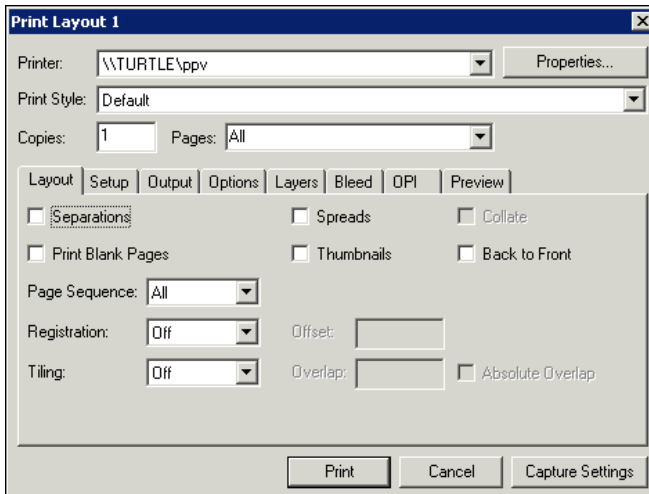 Print Layout 1
Printer: \\TURTLE\ppv Properties...
Print Style: Default
Copies: 1 Pages: All
Layout Setup Output Options Layers Bleed OPI Preview
Separations Spreads Collate
Print Blank Pages Thumbnails Back to Front
Page Sequence: All
Registration: Off Offset:
Tiling: Off Overlap: Absolute Overlap
Print Cancel Capture Settings